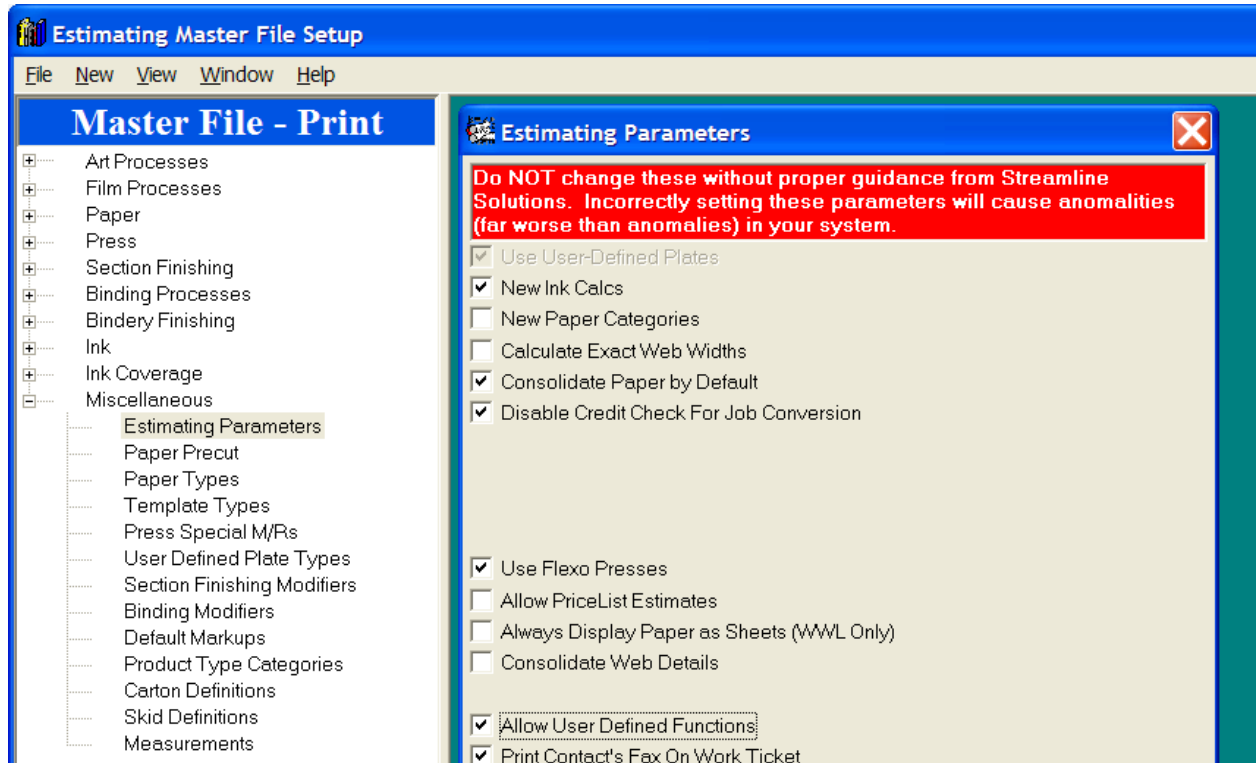 Estimating Master File Setup
File New View Window Help
Master File - Print
Art Processes
Film Processes
Paper
Press
Section Finishing
Binding Processes
Bindery Finishing
Ink
Ink Coverage
Miscellaneous
Estimating Parameters
Paper Precut
Paper Types
Template Types
Press Special M/Rs
User Defined Plate Types
Section Finishing Modifiers
Binding Modifiers
Default Markups
Product Type Categories
Carton Definitions
Skid Definitions
Measurements
Estimating Parameters
Do NOT change these without proper guidance from Streamline
Solutions. Incorrectly setting these parameters will cause anomalities
(far worse than anomalies) in your system.
Use User-Defined Plates
New Ink Calcs
New Paper Categories
Calculate Exact Web Widths
Consolidate Paper by Default
Disable Credit Check For Job Conversion
Use Flexo Presses
Allow PriceList Estimates
Always Display Paper as Sheets (WWL Only)
Consolidate Web Details
Allow User Defined Functions
Print Contact's Fax On Work Ticket